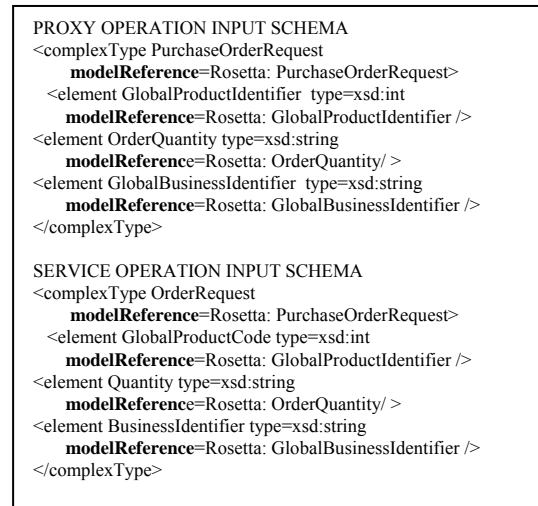 PROXY OPERATION INPUT SCHEMA
<complexType PurchaseOrderRequest
modelReference=Rosetta: PurchaseOrderRequest>
<element GlobalProductIdentifier type=xsd:int
modelReference=Rosetta: GlobalProductIdentifier />
<element OrderQuantity type=xsd:string
modelReference=Rosetta: OrderQuantity/ >
<element GlobalBusinessIdentifier type=xsd:string
modelReference=Rosetta: GlobalBusinessIdentifier />
</complexType>
SERVICE OPERATION INPUT SCHEMA
<complexType OrderRequest
modelReference=Rosetta: PurchaseOrderRequest>
<element GlobalProductCode type=xsd:int
modelReference=Rosetta: GlobalProductIdentifier />
<element Quantity type=xsd:string
modelReference=Rosetta: OrderQuantity/ >
<element BusinessIdentifier type=xsd:string
modelReference=Rosetta: GlobalBusinessIdentifier />
</complexType>